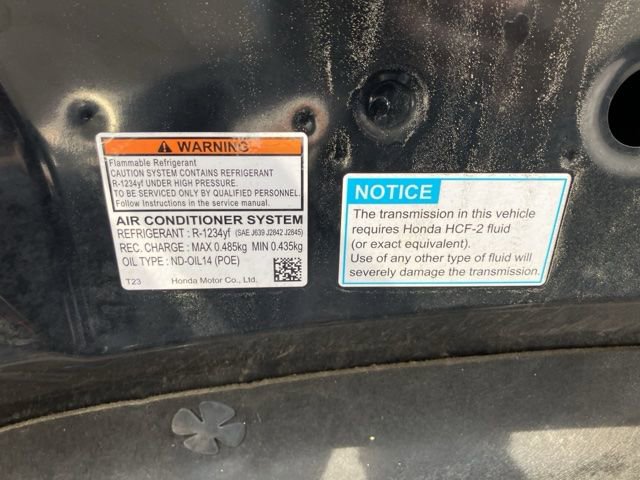 WARNING
Flammable Refrigerant
CAUTION SYSTEM CONTAINS REFRIGERANT
R-1234yf UNDER HIGH PRESSURE.
TO BE SERVICED ONLY BY QUALIFIED PERSONNEL.
Follow Instructions in the service manual.
AIR CONDITIONER SYSTEM
REFRIGERANT : R-1234yf (SAE J639 J2842 J2845)
REC. CHARGE : MAX 0.485kg MIN 0.435kg
OIL TYPE : ND-OIL14 (POE)
T23 Honda Motor Co., Ltd.
NOTICE
The transmission in this vehicle
requires Honda HCF-2 fluid
(or exact equivalent).
Use of any other type of fluid will
severely damage the transmission.